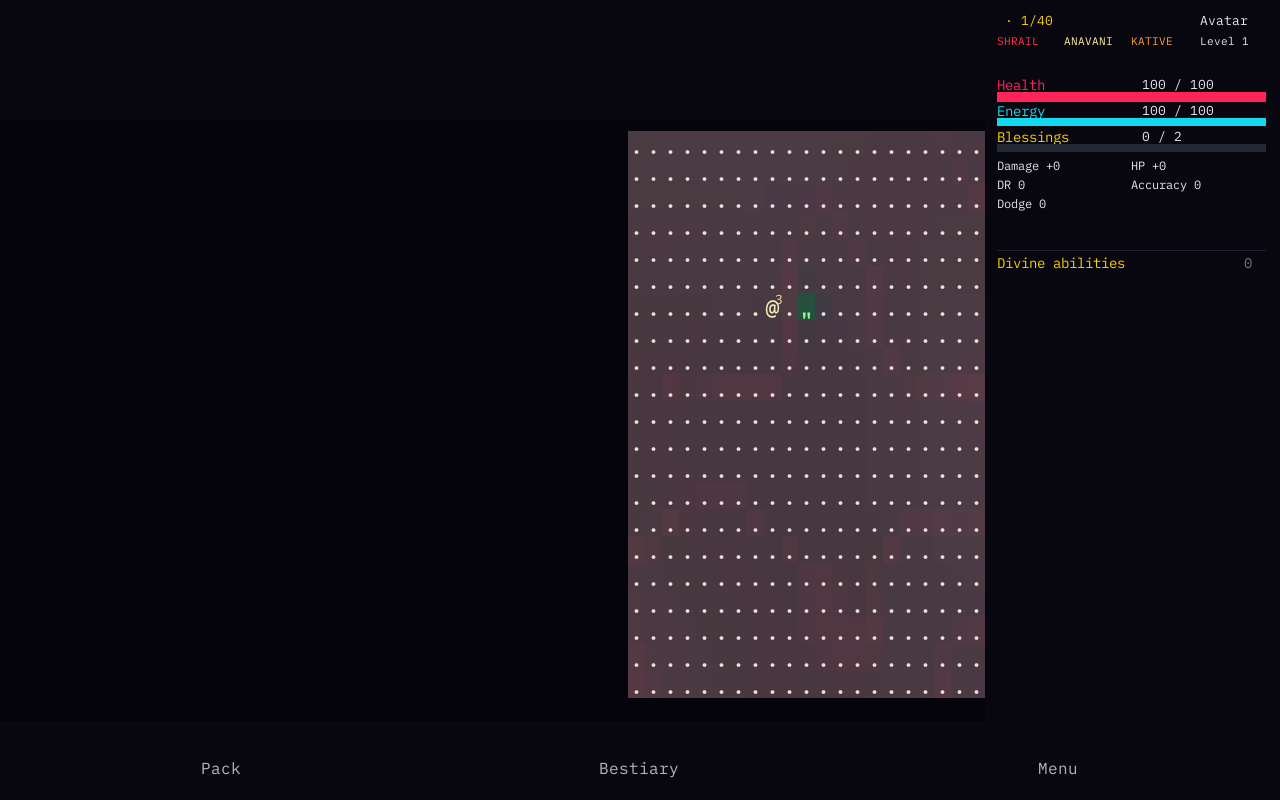 · 1/40 Avatar
SHRAIL ANAVANI KATIVE Level 1
Health 100 / 100
Energy 100 / 100
Blessings 0 / 2
Damage +0 HP +0
DR 0 Accuracy 0
Dodge 0
Divine abilities 0
@3 "
Pack Bestiary Menu